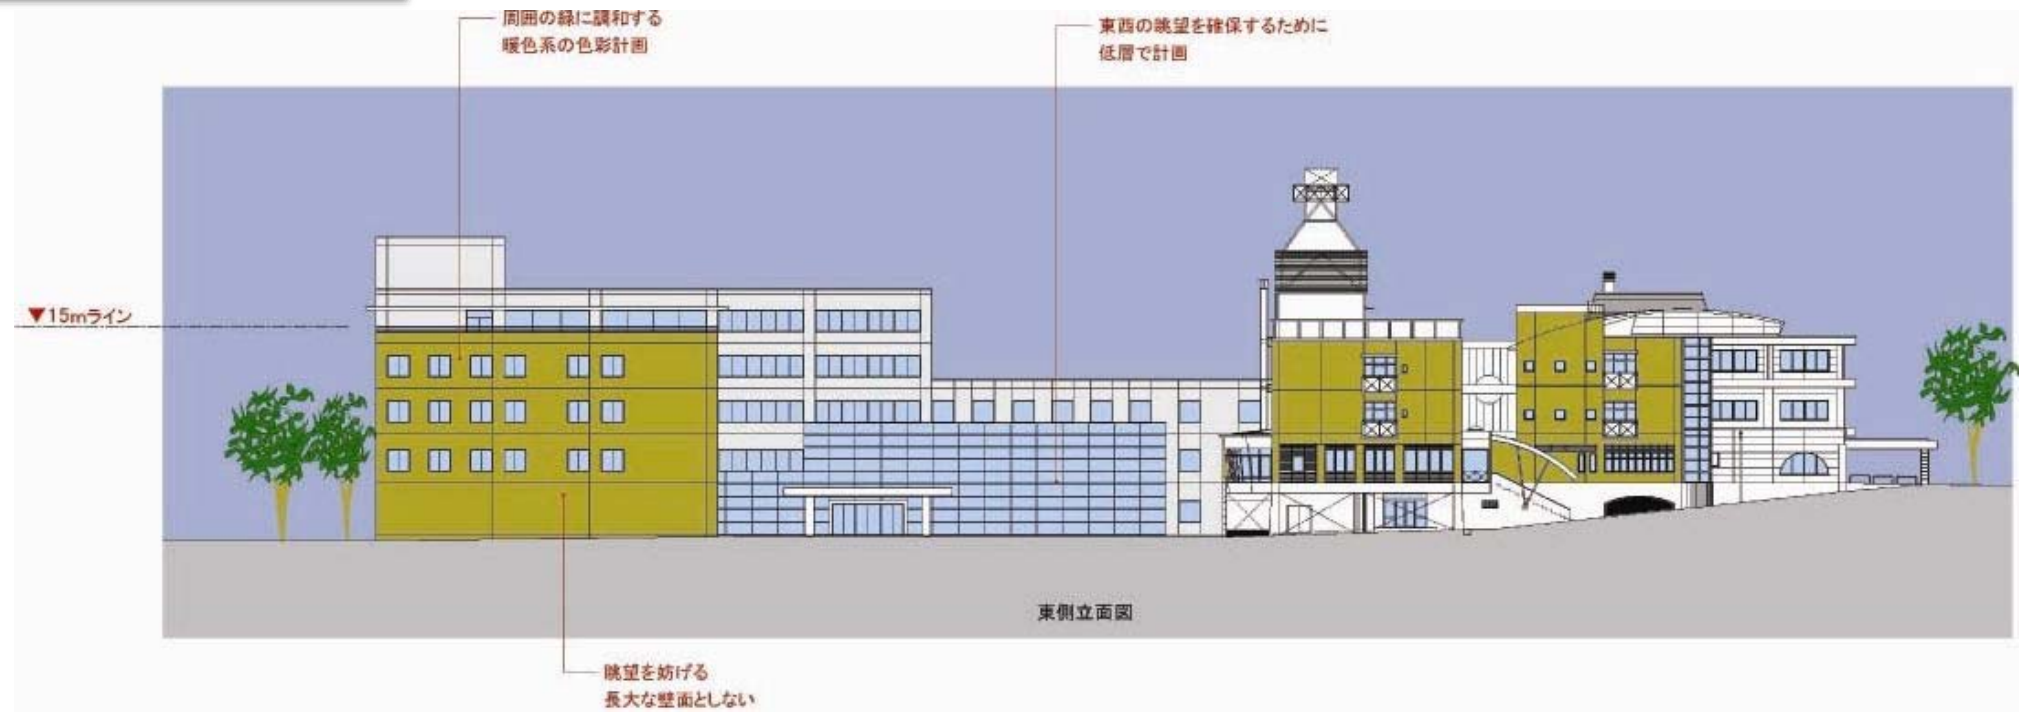 周囲の緑に調和する
暖色系の色彩計画
東西の眺望を確保するために
低層で計画
▼15mライン
東側立面図
眺望を妨げる
長大な壁面としない